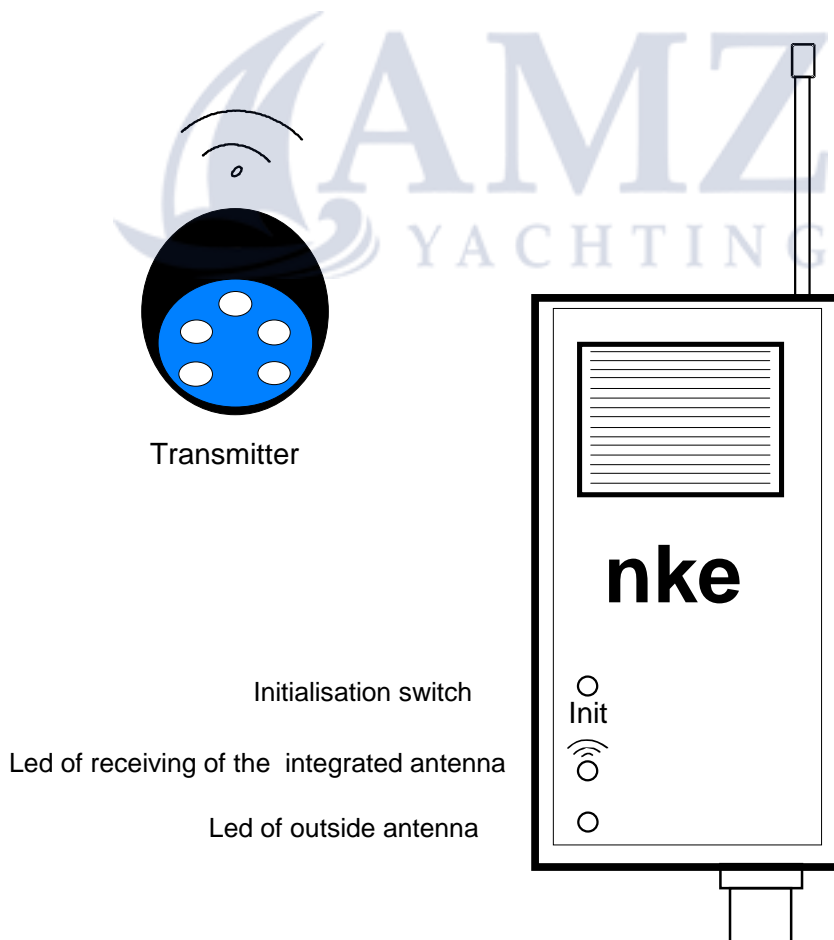 AMZ
YACHTING
Transmitter
nke
Initialisation switch
Init
Led of receiving of the integrated antenna
Led of outside antenna